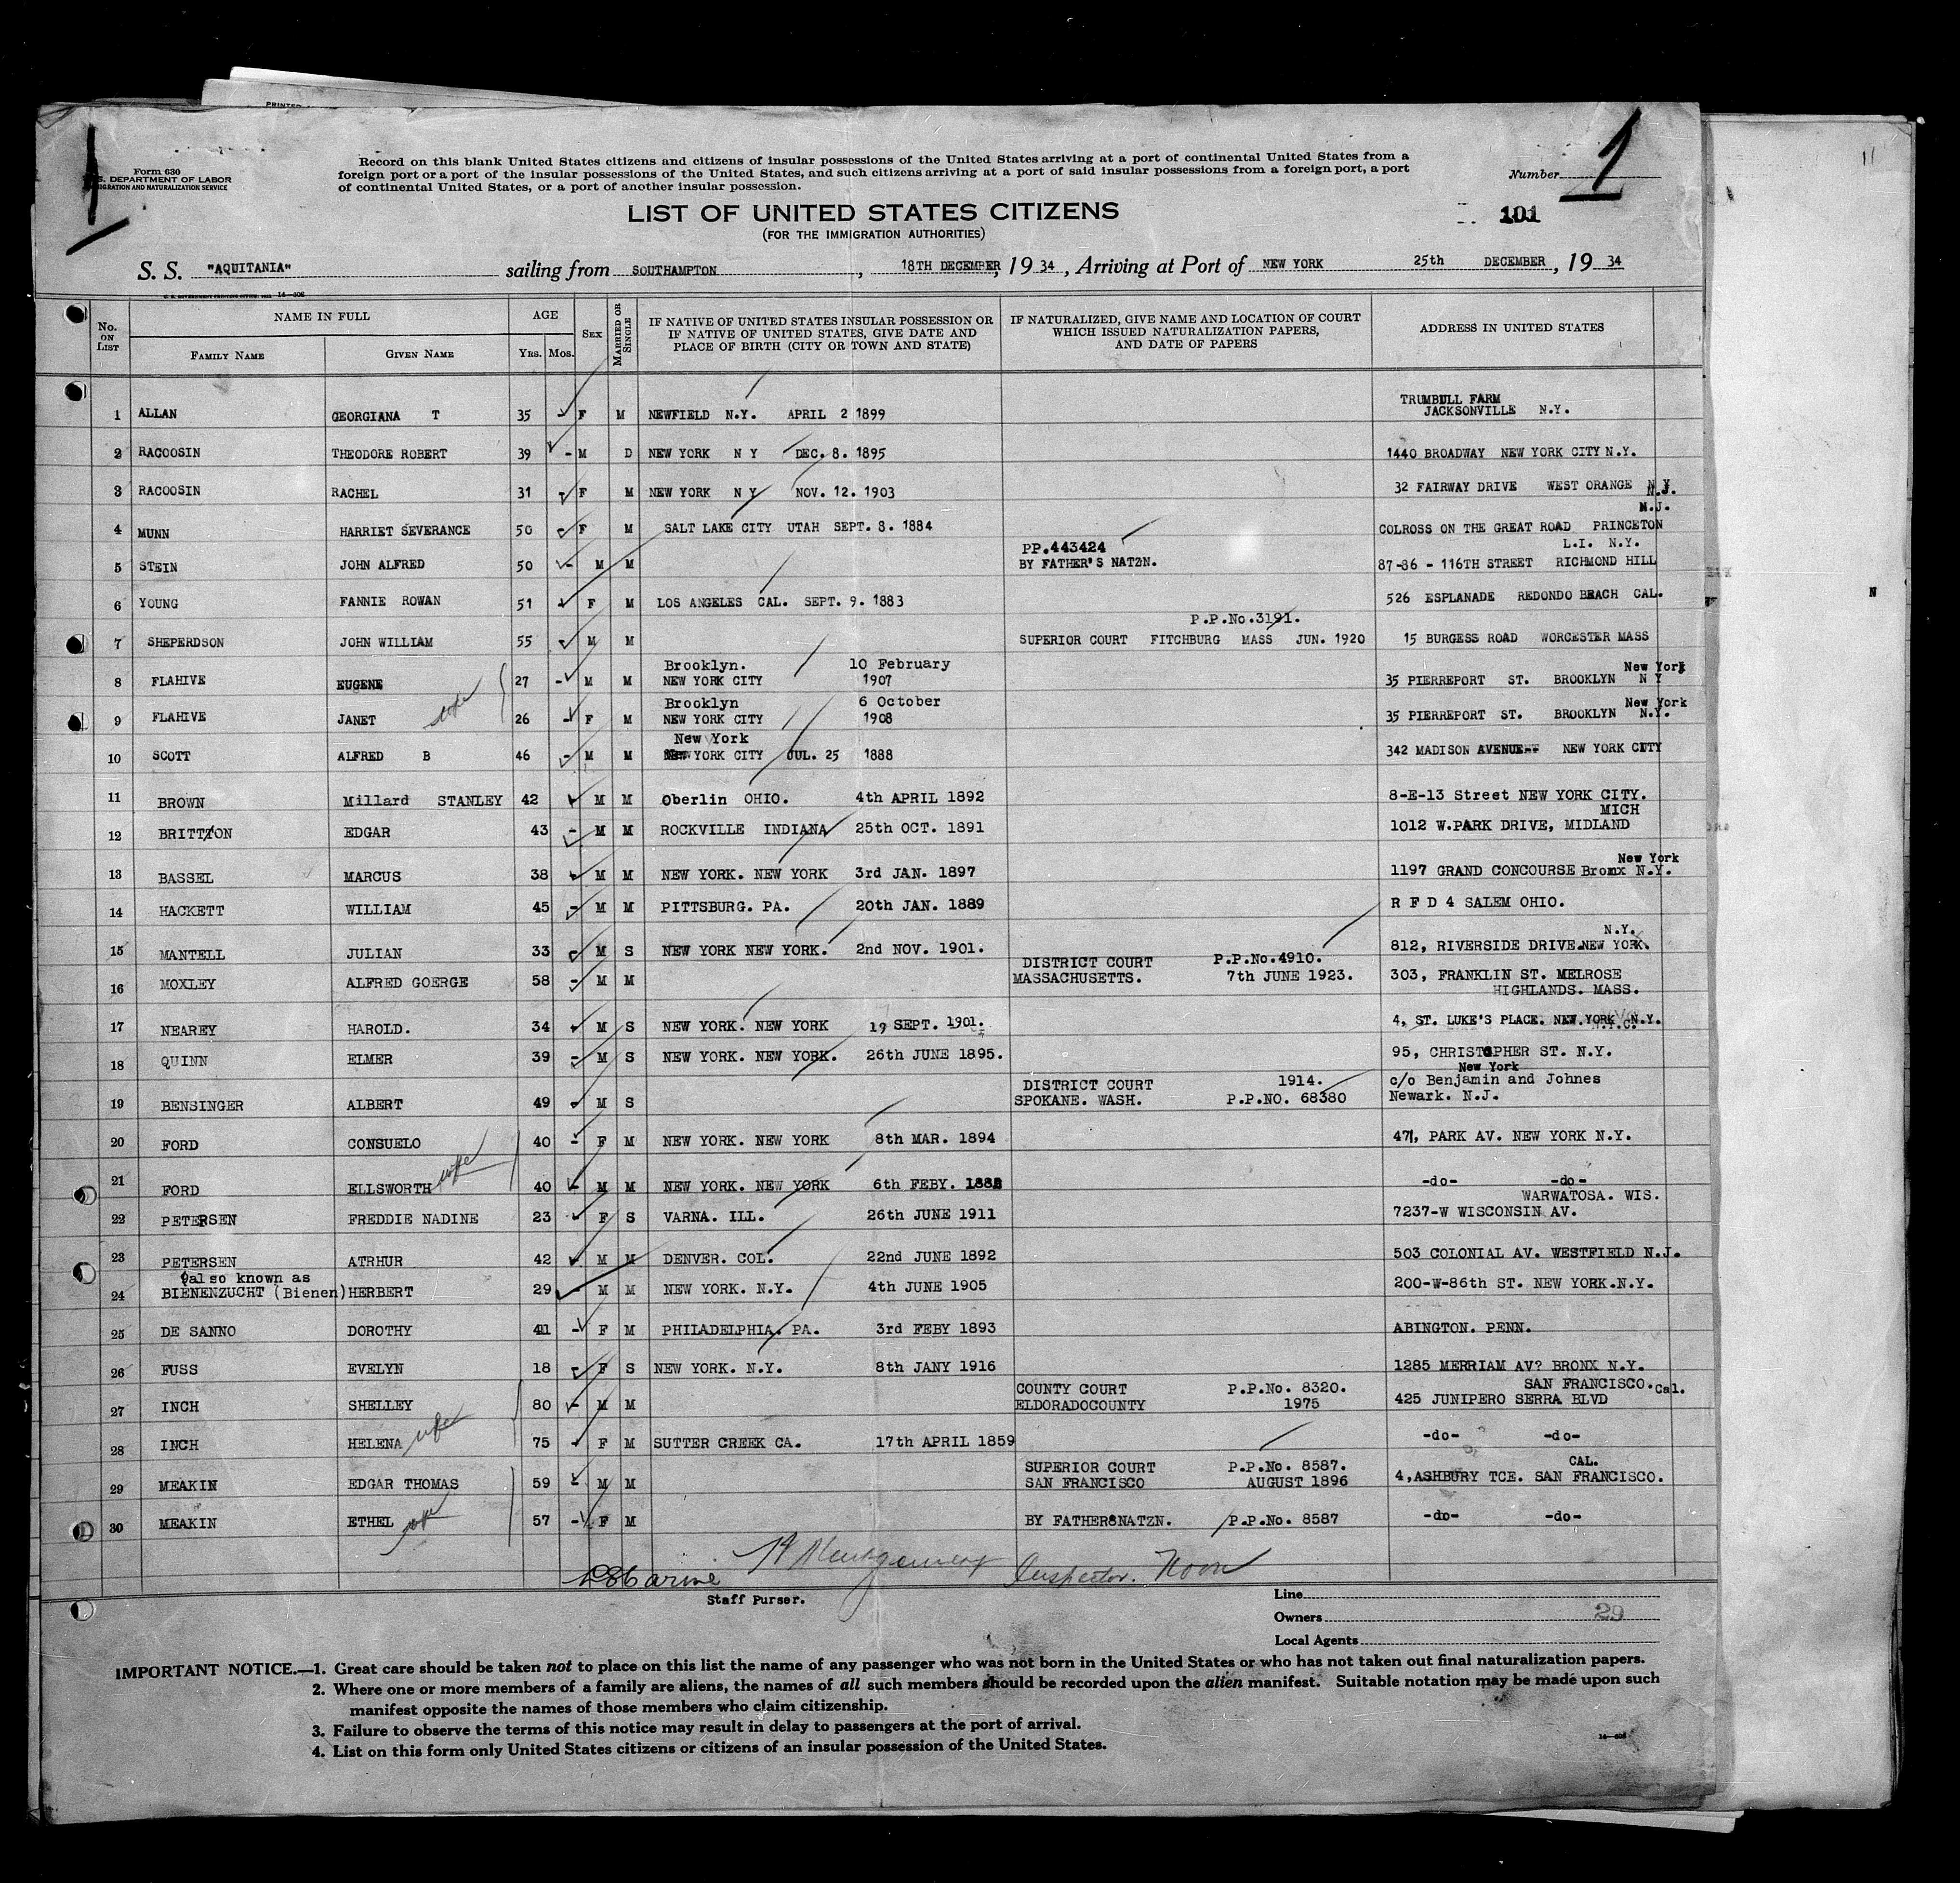 PRINTED
11
1
1
Form 630
S. DEPARTMENT OF LABOR
IGRATION AND NATURALIZATION SERVICE
Record on this blank United States citizens and citizens of insular possessions of the United States arriving at a port of continental United States from a
foreign port or a port of the insular possessions of the United States, and such citizens arriving at a port of said insular possessions from a foreign port, a port
of continental United States, or a port of another insular possession.
Number
LIST OF UNITED STATES CITIZENS
101
(FOR THE IMMIGRATION AUTHORITIES)
S. S. "AQUITANIA" sailing from SOUTHAMPTON, 18TH DECEMBER, 19 34, Arriving at Port of NEW YORK 25th DECEMBER, 19 34
No. ON LIST NAME IN FULL AGE SEX MARRIED OR SINGLE IF NATIVE OF UNITED STATES INSULAR POSSESSION OR IF NATIVE OF UNITED STATES, GIVE DATE AND PLACE OF BIRTH (CITY OR TOWN AND STATE) IF NATURALIZED, GIVE NAME AND LOCATION OF COURT WHICH ISSUED NATURALIZATION PAPERS, AND DATE OF PAPERS ADDRESS IN UNITED STATES
FAMILY NAME GIVEN NAME YRS. MOS.
TRUMBULL FARM
1 ALLAN GEORGIANA T 35 - F M NEWFIELD N.Y. APRIL 2 1899 JACKSONVILLE N.Y.
2 RACOOSIN THEODORE ROBERT 39 - M D NEW YORK N Y DEC. 8. 1895 1440 BROADWAY NEW YORK CITY N.Y.
3 RACOOSIN RACHEL 31 - F M NEW YORK N Y NOV. 12. 1903 32 FAIRWAY DRIVE WEST ORANGE N.J.
N.J.
4 MUNN HARRIET SEVERANCE 50 - F M SALT LAKE CITY UTAH SEPT. 8. 1884 COLROSS ON THE GREAT ROAD PRINCETON
PP.443424 L.I. N.Y.
5 STEIN JOHN ALFRED 50 - M M BY FATHER'S NATZN. 87-86 - 116TH STREET RICHMOND HILL
6 YOUNG FANNIE ROWAN 51 F M LOS ANGELES CAL. SEPT. 9. 1883 526 ESPLANADE REDONDO BEACH CAL.
P.P.No.3191.
7 SHEPERDSON JOHN WILLIAM 55 - M M SUPERIOR COURT FITCHBURG MASS JUN. 1920 15 BURGESS ROAD WORCESTER MASS
Brooklyn. 10 February New York
8 FLAHIVE EUGENE 27 - M M NEW YORK CITY 1907 35 PIERREPORT ST. BROOKLYN N Y
Brooklyn 6 October New York
9 FLAHIVE JANET wife 26 - F M NEW YORK CITY 1908 35 PIERREPORT ST. BROOKLYN N.Y.
New York
10 SCOTT ALFRED B 46 - M M NEW YORK CITY JUL. 25 1888 342 MADISON AVENUE NEW YORK CITY
11 BROWN Millard STANLEY 42 M M Oberlin OHIO. 4th APRIL 1892 8-E-13 Street NEW YORK CITY.
MICH
12 BRITTON EDGAR 43 - M M ROCKVILLE INDIANA 25th OCT. 1891 1012 W.PARK DRIVE, MIDLAND
New York
13 BASSEL MARCUS 38 - M M NEW YORK. NEW YORK 3rd JAN. 1897 1197 GRAND CONCOURSE Bronx N.Y.
14 HACKETT WILLIAM 45 - M M PITTSBURG. PA. 20th JAN. 1889 R F D 4 SALEM OHIO.
N.Y.
15 MANTELL JULIAN 33 - M S NEW YORK NEW YORK. 2nd NOV. 1901. 812, RIVERSIDE DRIVE.NEW YORK.
DISTRICT COURT P.P.No.4910.
16 MOXLEY ALFRED GOERGE 58 - M M MASSACHUSETTS. 7th JUNE 1923. 303, FRANKLIN ST. MELROSE
HIGHLANDS. MASS.
17 NEAREY HAROLD. 34 - M S NEW YORK. NEW YORK 19 SEPT. 1901. 4, ST. LUKE'S PLACE. NEW.YORK N.Y.
18 QUINN ELMER 39 - M S NEW YORK. NEW YORK. 26th JUNE 1895. 95, CHRISTOPHER ST. N.Y.
New York
DISTRICT COURT 1914. c/o Benjamin and Johnes
19 BENSINGER ALBERT 49 - M S SPOKANE. WASH. P.P.NO. 68380 Newark. N.J.
20 FORD CONSUELO 40 - F M NEW YORK. NEW YORK 8th MAR. 1894 471, PARK AV. NEW YORK N.Y.
21 FORD ELLSWORTH wife 40 - M M NEW YORK. NEW YORK 6th FEBY. -do- -do-
WARWATOSA. WIS.
22 PETERSEN FREDDIE NADINE 23 - F S VARNA. ILL. 26th JUNE 1911 7237-W WISCONSIN AV.
23 PETERSEN ATRHUR 42 M M DENVER. COL. 22nd JUNE 1892 503 COLONIAL AV. WESTFIELD N.J.
(also known as
24 BIENENZUCHT (Bienen) HERBERT 29 - M M NEW YORK. N.Y. 4th JUNE 1905 200-W-86th ST. NEW YORK.N.Y.
25 DE SANNO DOROTHY 41 - F M PHILADELPHIA. PA. 3rd FEBY 1893 ABINGTON. PENN.
26 FUSS EVELYN 18 - F S NEW YORK. N.Y. 8th JANY 1916 1285 MERRIAM AV? BRONX N.Y.
COUNTY COURT P.P.No. 8320. SAN FRANCISCO. Cal.
27 INCH SHELLEY 80 - M M ELDORADOCOUNTY 1975 425 JUNIPERO SERRA BLVD
28 INCH HELENA wife 75 - F M SUTTER CREEK CA. 17th APRIL 1859 -do- -do-
SUPERIOR COURT P.P.No. 8587. CAL.
29 MEAKIN EDGAR THOMAS 59 - M M SAN FRANCISCO AUGUST 1896 4,ASHBURY TCE. SAN FRANCISCO.
30 MEAKIN ETHEL wife 57 - F M BY FATHERSNATZN. P.P.No. 8587 -do- -do-
Montgomery Inspector. Noon
Staff Purser.
Line
Owners 29
Local Agents
IMPORTANT NOTICE.—1. Great care should be taken not to place on this list the name of any passenger who was not born in the United States or who has not taken out final naturalization papers.
2. Where one or more members of a family are aliens, the names of all such members should be recorded upon the alien manifest. Suitable notation may be made upon such
manifest opposite the names of those members who claim citizenship.
3. Failure to observe the terms of this notice may result in delay to passengers at the port of arrival.
4. List on this form only United States citizens or citizens of an insular possession of the United States.